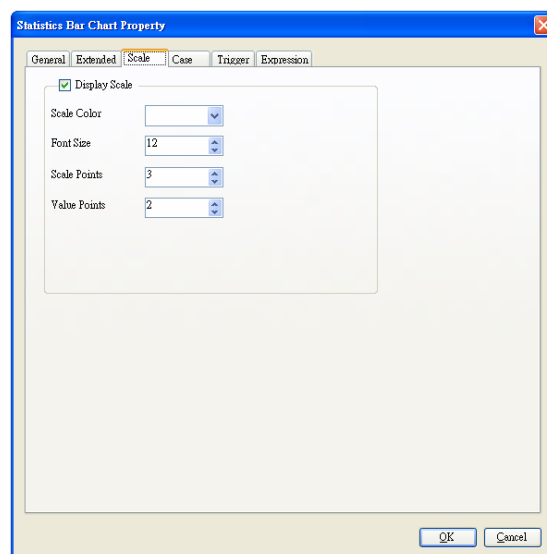 Statistics Bar Chart Property
General Extended Scale Case Trigger Expression
Display Scale
Scale Color
Font Size 12
Scale Points 3
Value Points 2
OK Cancel